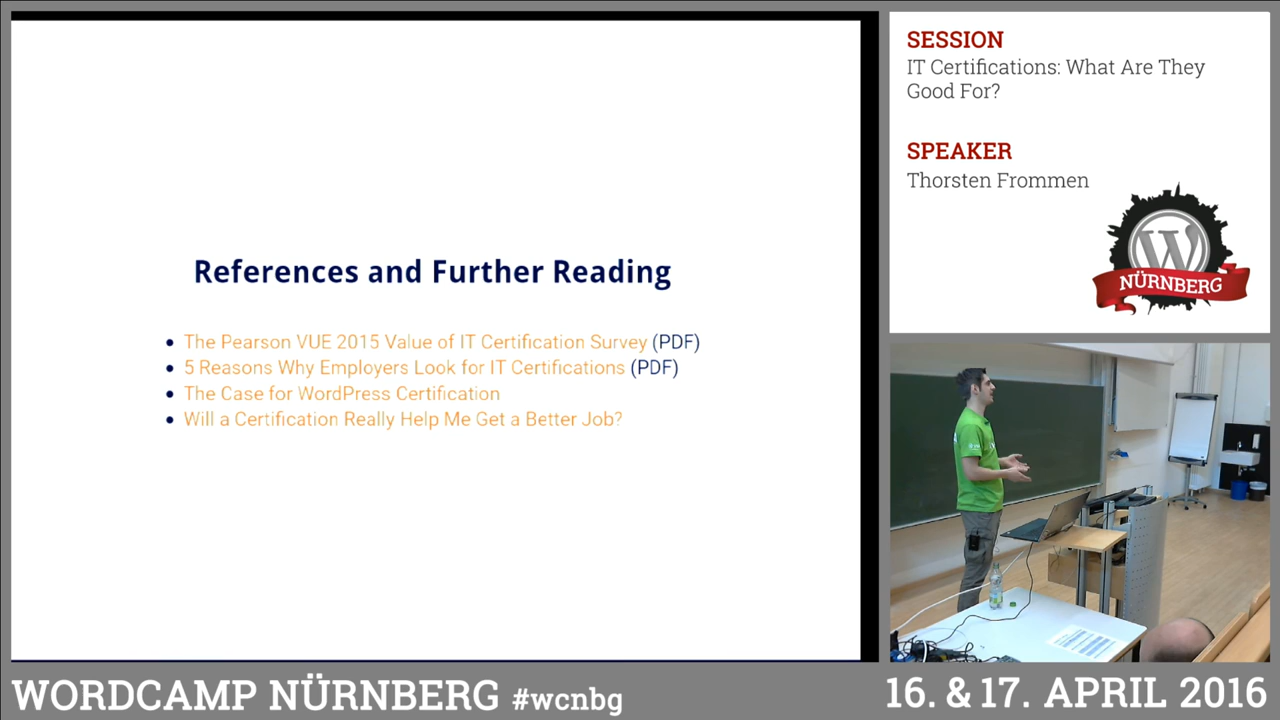 References and Further Reading
• The Pearson VUE 2015 Value of IT Certification Survey (PDF)
• 5 Reasons Why Employers Look for IT Certifications (PDF)
• The Case for WordPress Certification
• Will a Certification Really Help Me Get a Better Job?
SESSION
IT Certifications: What Are They
Good For?
SPEAKER
Thorsten Frommen
W
NÜRNBERG
WORDCAMP NÜRNBERG #wcnbg
16. & 17. APRIL 2016